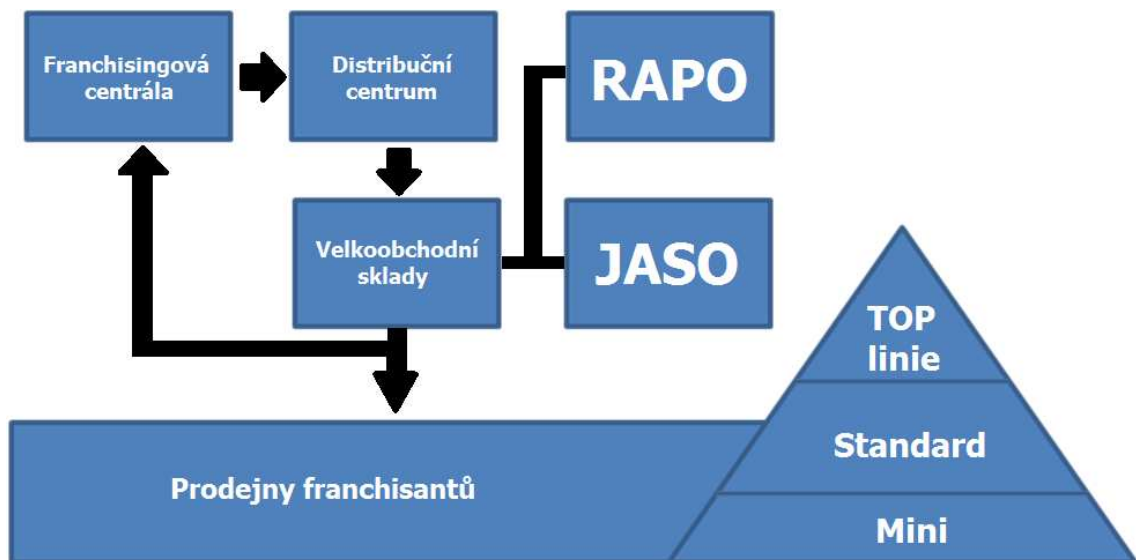 Franchisingová
centrála
Distribuční
centrum
RAPO
Velkoobchodní
sklady
JASO
TOP
linie
Standard
Prodejny franchisantů
Mini